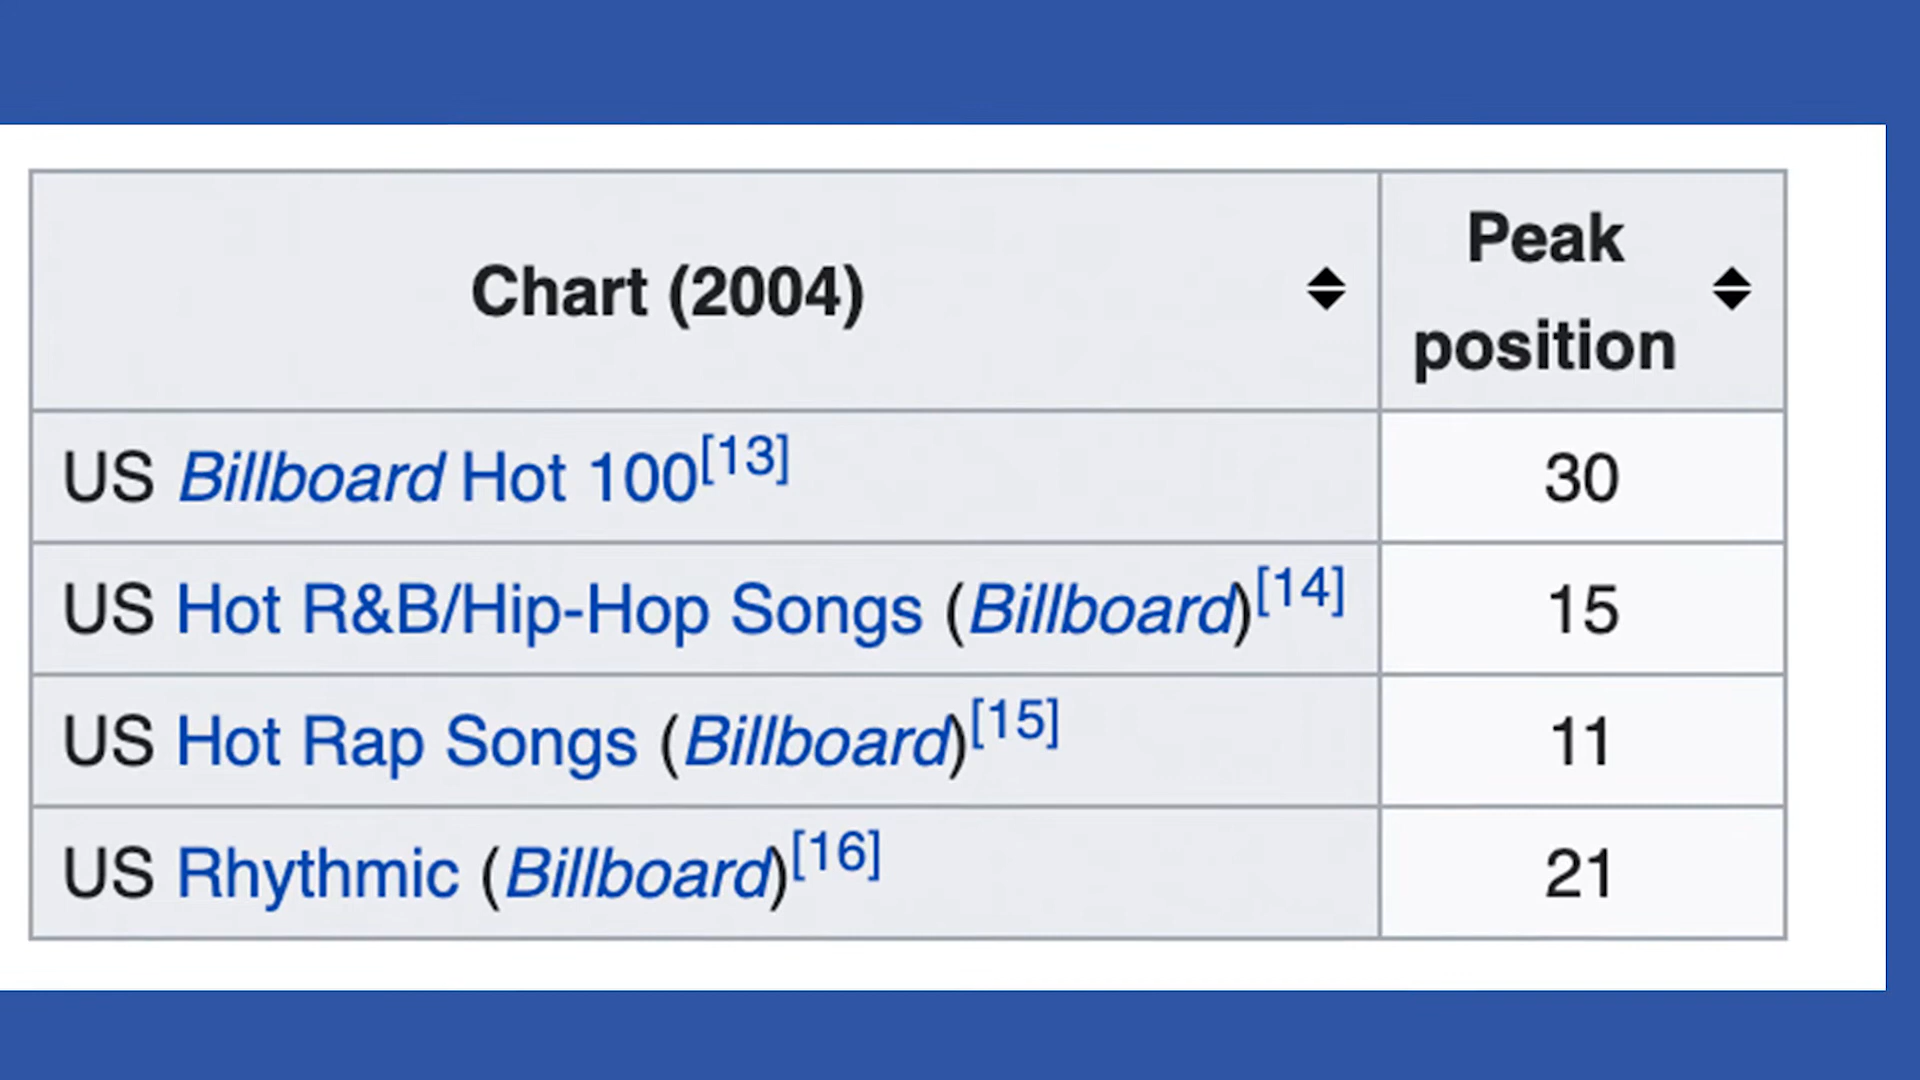 Chart (2004)
Peak
position
US Billboard Hot 100[13] 30
US Hot R&B/Hip-Hop Songs (Billboard)[14] 15
US Hot Rap Songs (Billboard)[15] 11
US Rhythmic (Billboard)[16] 21